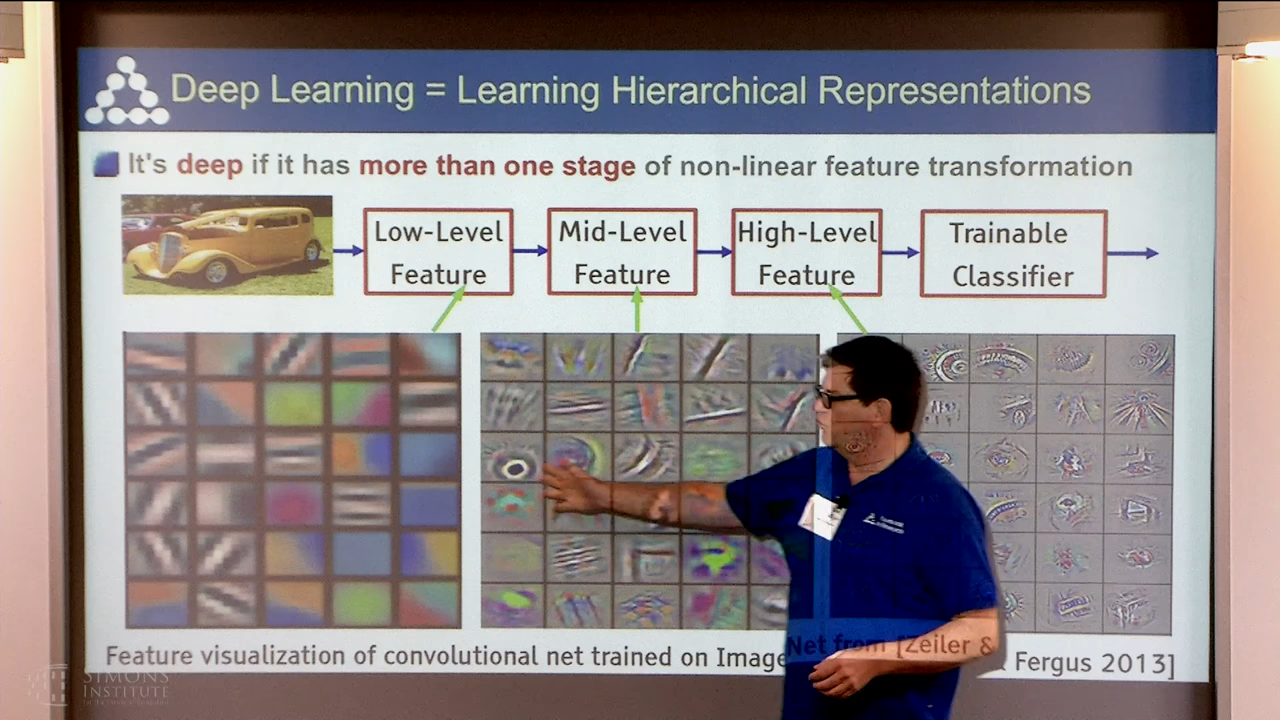 Deep Learning = Learning Hierarchical Representations
It's deep if it has more than one stage of non-linear feature transformation
Low-Level
Feature
Mid-Level
Feature
High-Level
Feature
Trainable
Classifier
Feature visualization of convolutional net trained on Image
Net from [Zeiler & Fergus 2013]
SIMONS
INSTITUTE